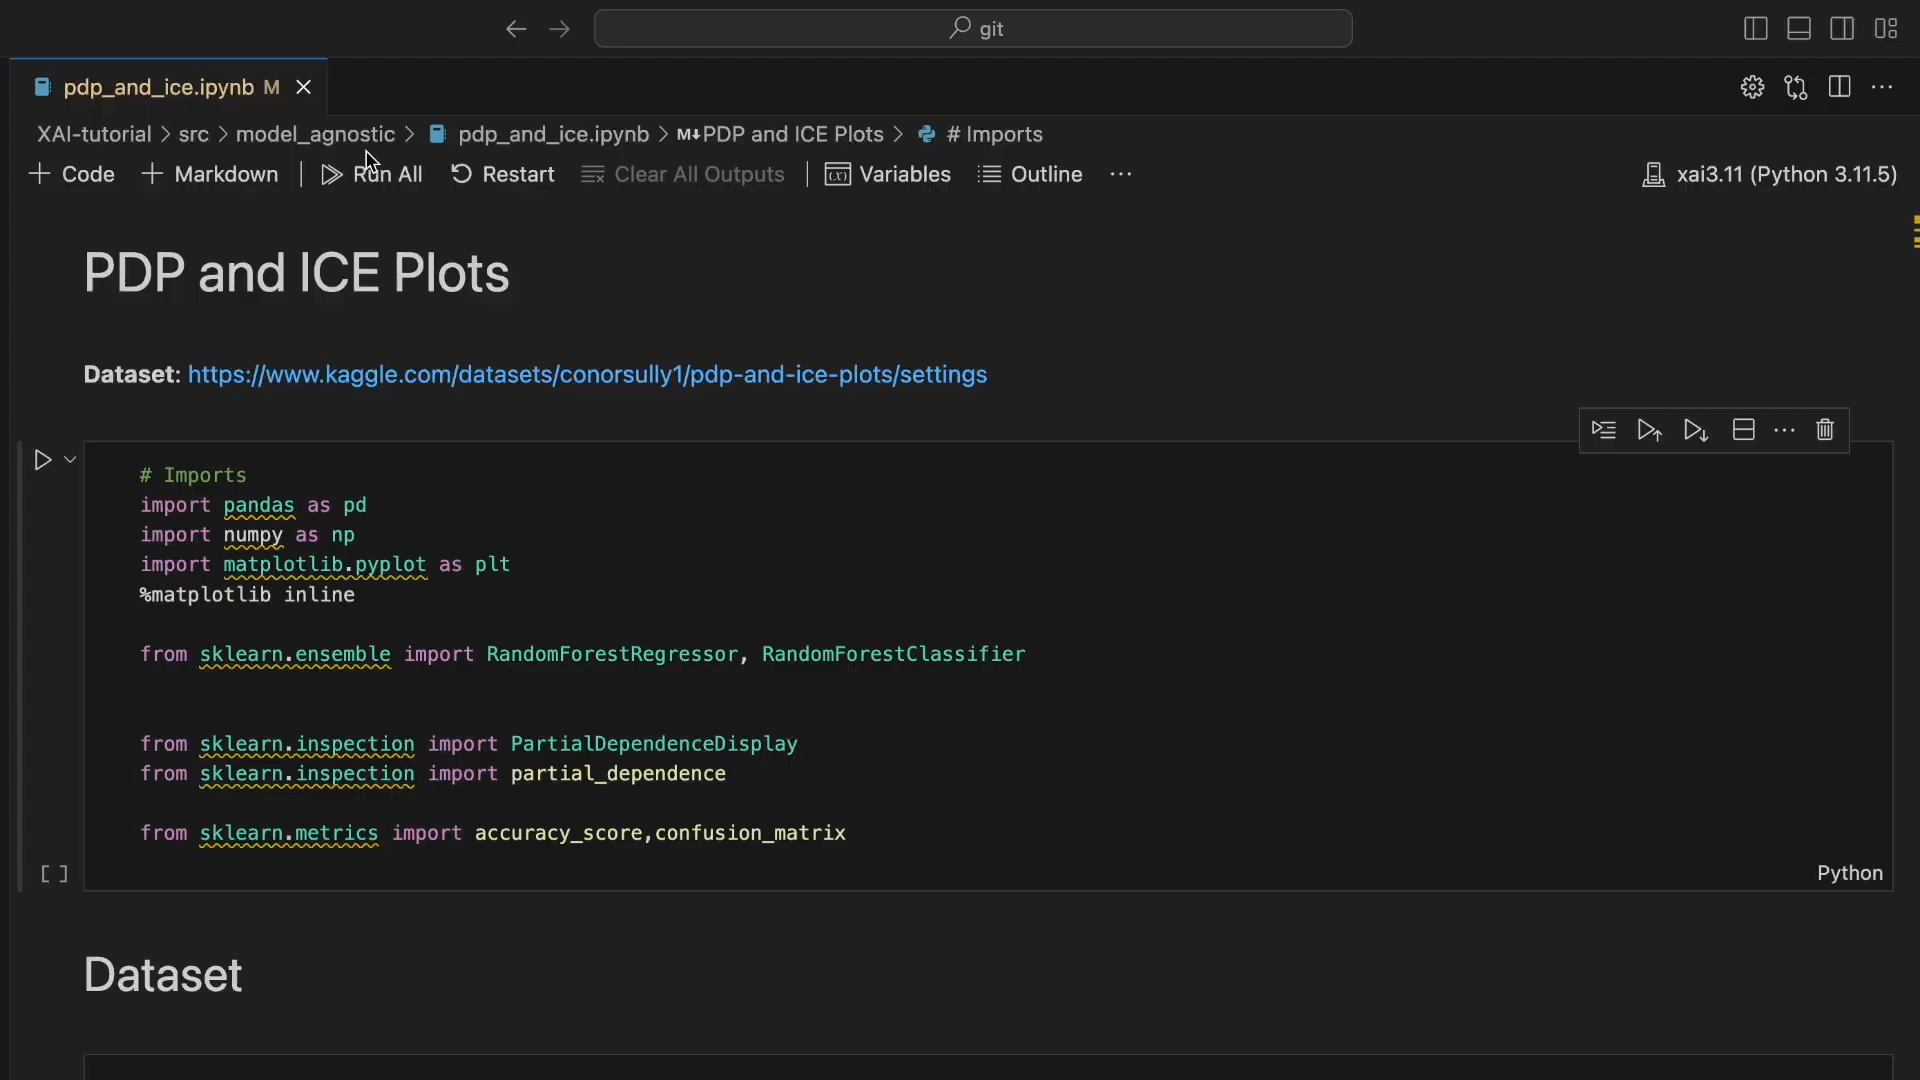 git
pdp_and_ice.ipynb M
XAI-tutorial > src > model_agnostic > pdp_and_ice.ipynb > M↓PDP and ICE Plots > # Imports
Code Markdown Run All Restart Clear All Outputs Variables Outline ... xai3.11 (Python 3.11.5)
PDP and ICE Plots
Dataset: https://www.kaggle.com/datasets/conorsully1/pdp-and-ice-plots/settings
# Imports
import pandas as pd
import numpy as np
import matplotlib.pyplot as plt
%matplotlib inline
from sklearn.ensemble import RandomForestRegressor, RandomForestClassifier
from sklearn.inspection import PartialDependenceDisplay
from sklearn.inspection import partial_dependence
from sklearn.metrics import accuracy_score,confusion_matrix
[ ]
Python
Dataset